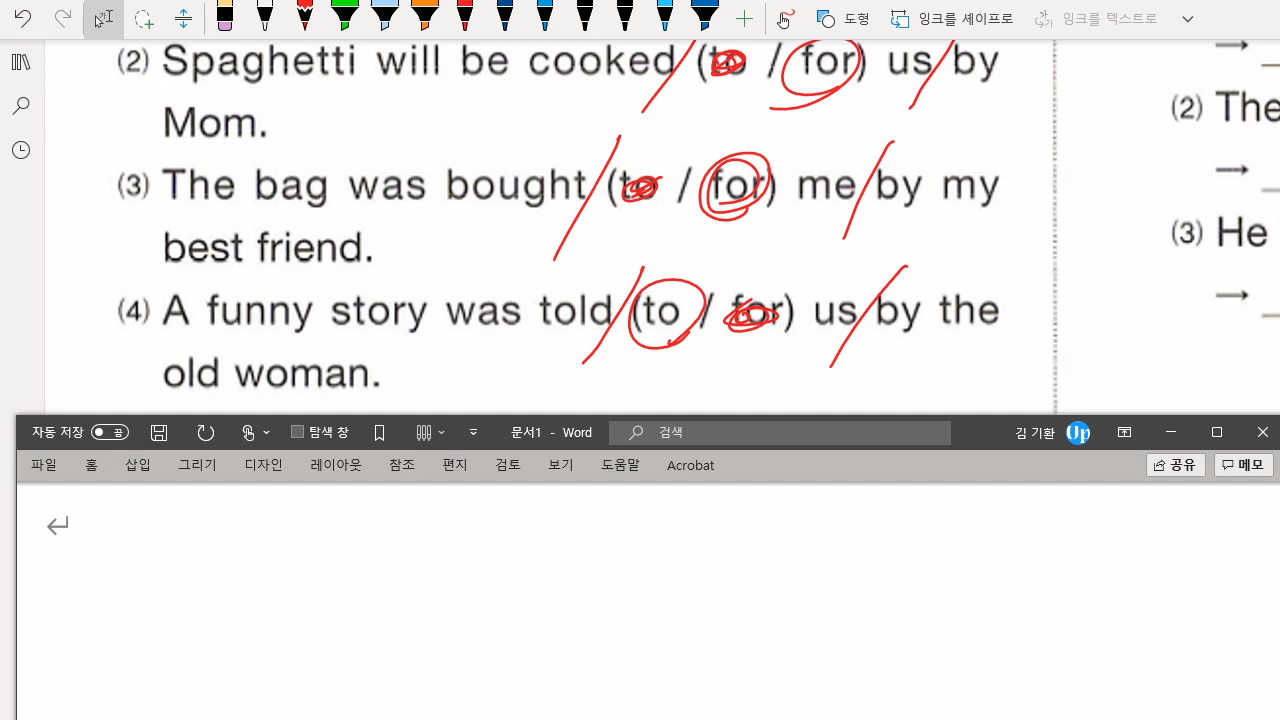 도형
잉크를 셰이프로
잉크를 텍스트로
(2) Spaghetti will be cooked (to / for) us by
Mom.
(3) The bag was bought (to / for) me by my
best friend.
(4) A funny story was told (to / for) us by the
old woman.
→
(2) The
→
(3) He
→
자동 저장 끔 탐색 창 문서1 - Word 검색 김 기환 Up
파일 홈 삽입 그리기 디자인 레이아웃 참조 편지 검토 보기 도움말 Acrobat 공유 메모